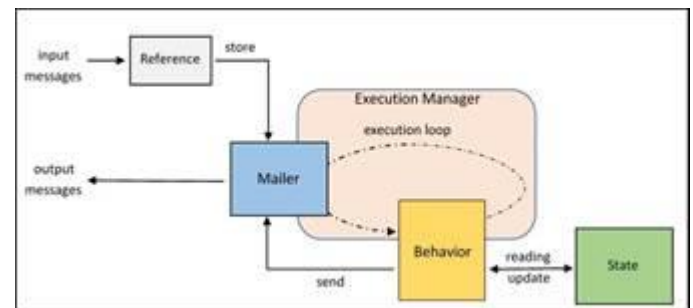 input
messages
Reference
store
Execution Manager
execution loop
Mailer
output
messages
Behavior
send
reading
update
State